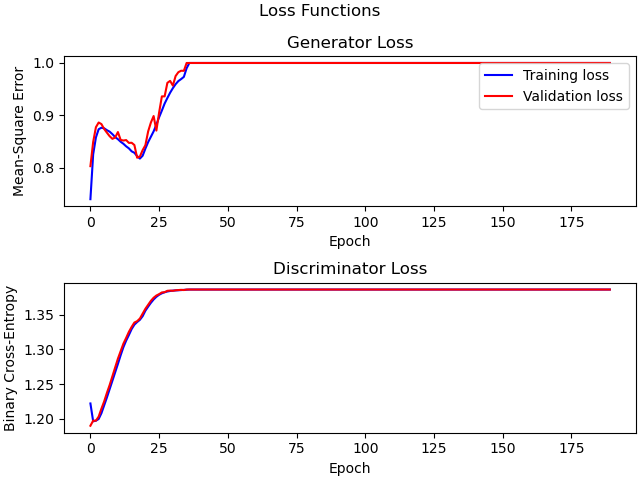 Loss Functions
Generator Loss
Mean-Square Error
1.0
0.9
0.8
Training loss
Validation loss
0 25 50 75 100 125 150 175
Epoch
Discriminator Loss
Binary Cross-Entropy
1.35
1.30
1.25
1.20
0 25 50 75 100 125 150 175
Epoch